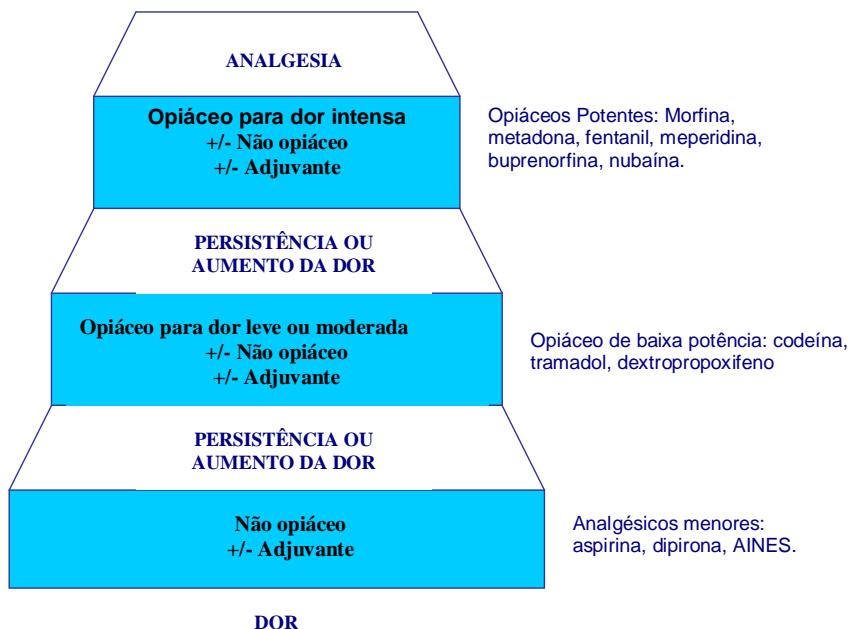 ANALGESIA
Opiáceo para dor intensa
+/- Não opiáceo
+/- Adjuvante
Opiáceos Potentes: Morfina,
metadona, fentanil, meperidina,
buprenorfina, nubaína.
PERSISTÊNCIA OU
AUMENTO DA DOR
Opiáceo para dor leve ou moderada
+/- Não opiáceo
+/- Adjuvante
Opiáceo de baixa potência: codeína,
tramadol, dextropropoxifeno
PERSISTÊNCIA OU
AUMENTO DA DOR
Não opiáceo
+/- Adjuvante
Analgésicos menores:
aspirina, dipirona, AINES.
DOR